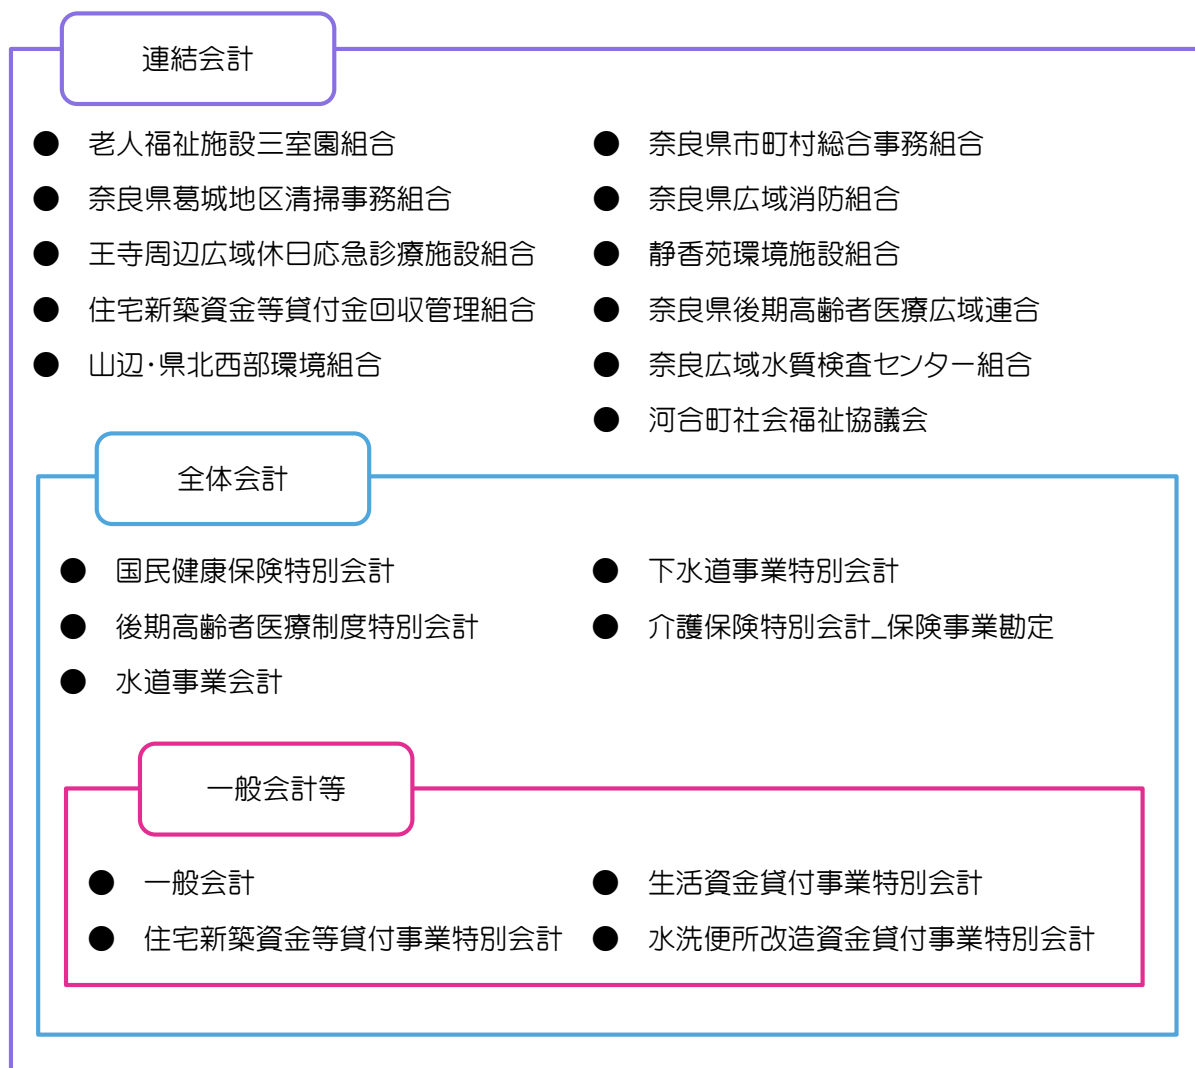 連結会計
● 老人福祉施設三室園組合
● 奈良県葛城地区清掃事務組合
● 王寺周辺広域休日応急診療施設組合
● 住宅新築資金等貸付金回収管理組合
● 山辺・県北西部環境組合
● 奈良県市町村総合事務組合
● 奈良県広域消防組合
● 静香苑環境施設組合
● 奈良県後期高齢者医療広域連合
● 奈良広域水質検査センター組合
● 河合町社会福祉協議会
全体会計
● 国民健康保険特別会計
● 後期高齢者医療制度特別会計
● 水道事業会計
● 下水道事業特別会計
● 介護保険特別会計_保険事業勘定
一般会計等
● 一般会計
● 住宅新築資金等貸付事業特別会計
● 生活資金貸付事業特別会計
● 水洗便所改造資金貸付事業特別会計